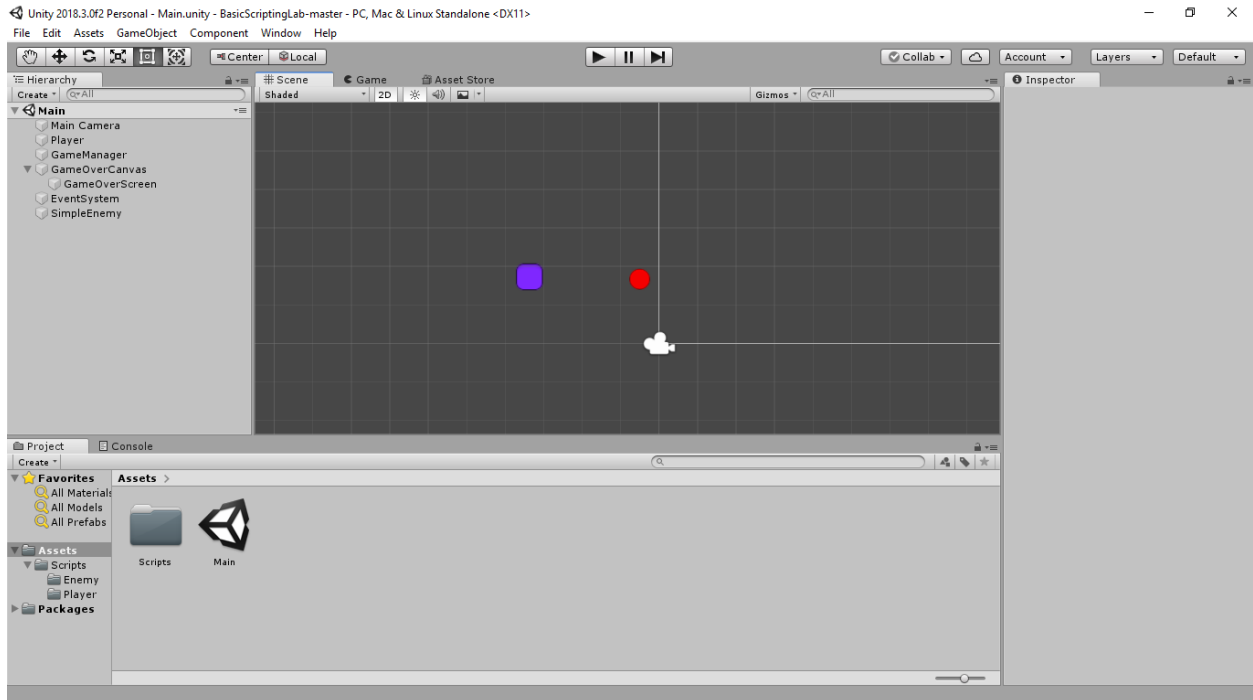 Unity 2018.3.0f2 Personal - Main.unity - BasicScriptingLab-master - PC, Mac & Linux Standalone <DX11>
File Edit Assets GameObject Component Window Help
Center Local Collab Account Layers Default
Hierarchy
Create All
Main
Main Camera
Player
GameManager
GameOverCanvas
GameOverScreen
EventSystem
SimpleEnemy
Scene Game Asset Store
Shaded 2D Gizmos All
Inspector
Project Console
Create
Favorites
All Materials
All Models
All Prefabs
Assets
Scripts
Enemy
Player
Packages
Assets >
Scripts Main